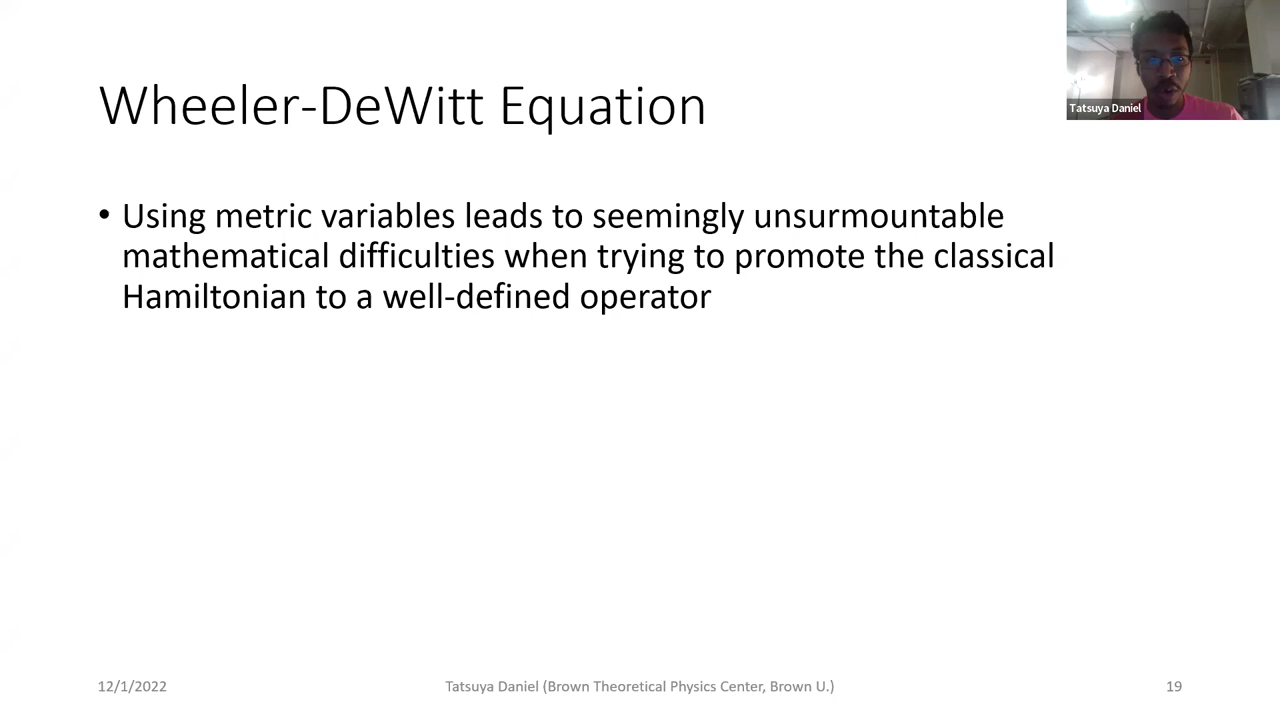 Wheeler-DeWitt Equation
Tatsuya Daniel
• Using metric variables leads to seemingly unsurmountable
mathematical difficulties when trying to promote the classical
Hamiltonian to a well-defined operator
12/1/2022
Tatsuya Daniel (Brown Theoretical Physics Center, Brown U.)
19